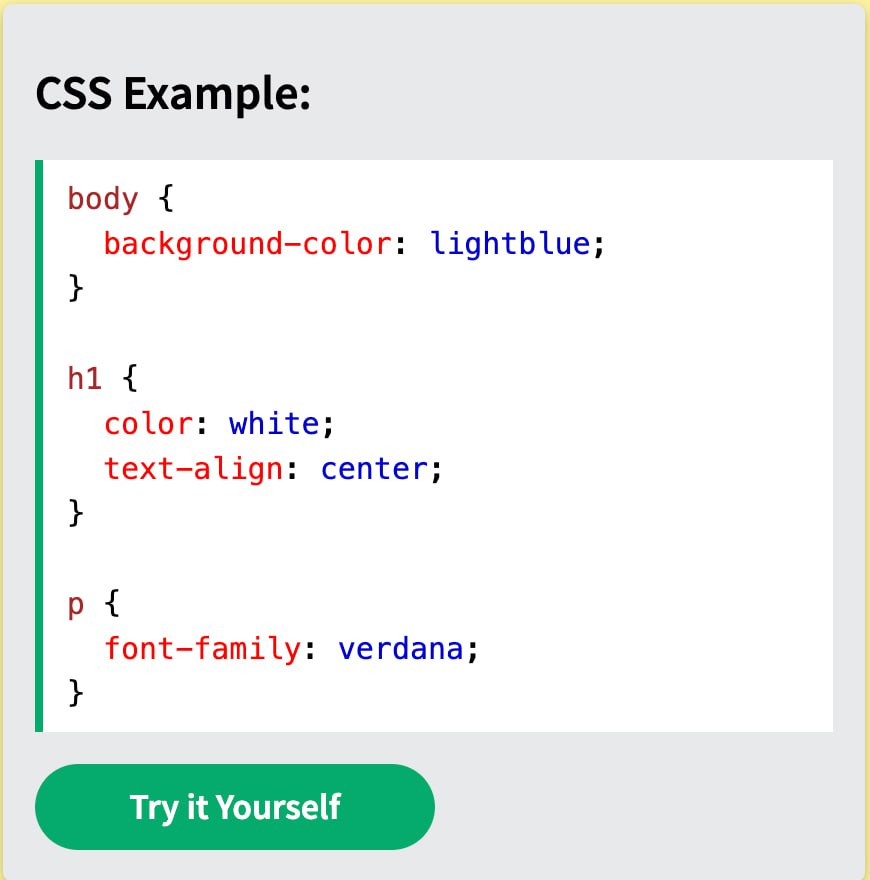 CSS Example:
body {
  background-color: lightblue;
}

h1 {
  color: white;
  text-align: center;
}

p {
  font-family: verdana;
}
Try it Yourself